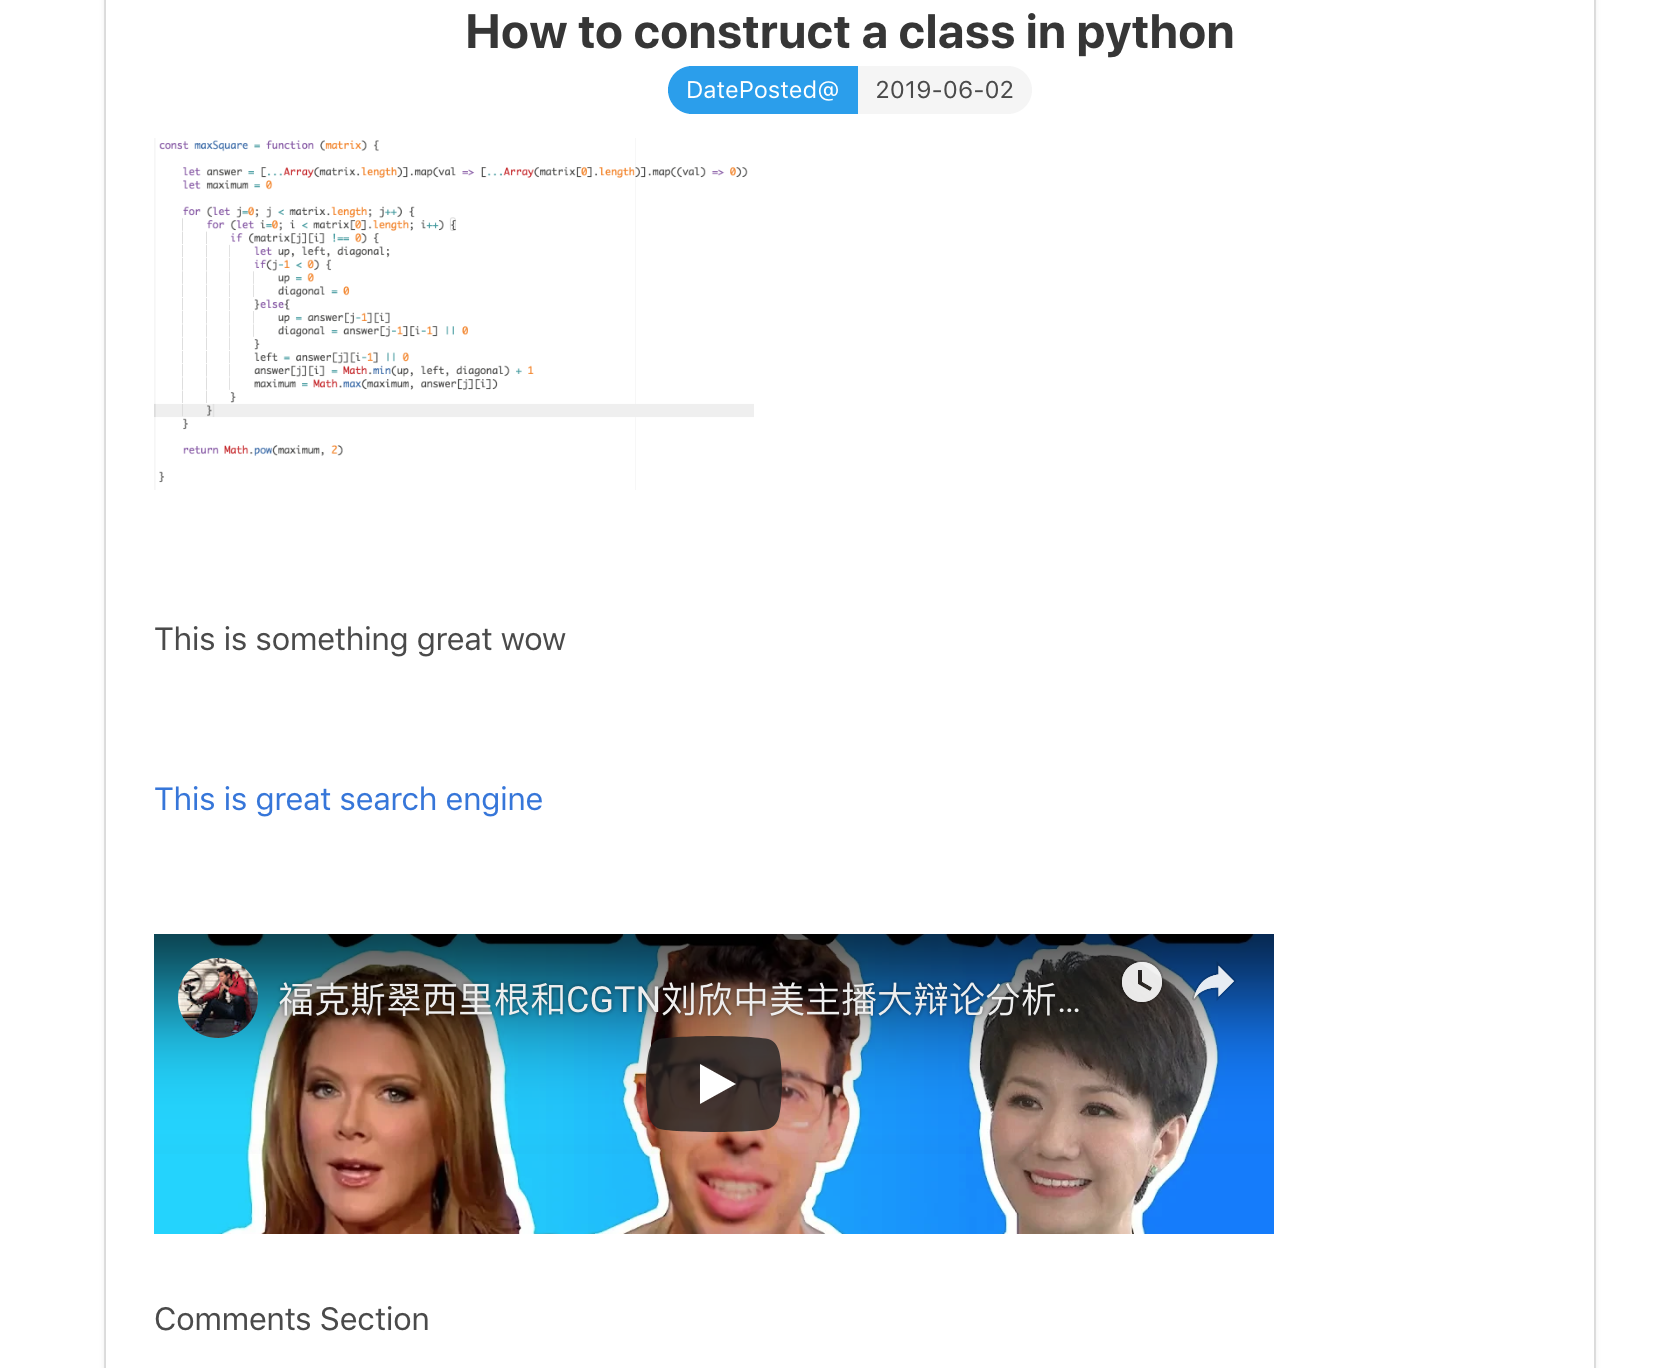 How to construct a class in python
DatePosted@ 2019-06-02
const maxSquare = function (matrix) {
let answer = [...Array(matrix.length)].map(val => [...Array(matrix[0].length)].map((val) => 0))
let maximum = 0
for (let j=0; j < matrix.length; j++) {
for (let i=0; i < matrix[0].length; i++) {
if (matrix[j][i] !== 0) {
let up, left, diagonal;
if(j-1 < 0) {
up = 0
diagonal = 0
}else{
up = answer[j-1][i]
diagonal = answer[j-1][i-1] || 0
}
left = answer[j][i-1] || 0
answer[j][i] = Math.min(up, left, diagonal) + 1
maximum = Math.max(maximum, answer[j][i])
}
}
}
return Math.pow(maximum, 2)
}
This is something great wow
This is great search engine
福克斯翠西里根和CGTN刘欣中美主播大辩论分析...
Comments Section